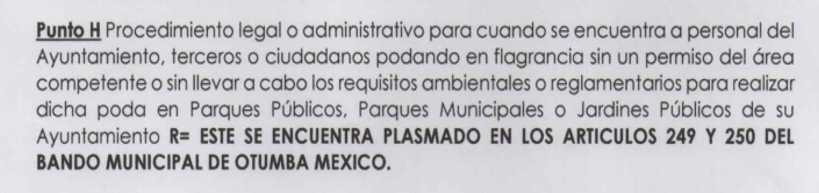 Punto H Procedimiento legal o administrativo para cuando se encuentra a personal del
Ayuntamiento, terceros o ciudadanos podando en flagrancia sin un permiso del área
competente o sin llevar a cabo los requisitos ambientales o reglamentarios para realizar
dicha poda en Parques Públicos, Parques Municipales o Jardines Públicos de su
Ayuntamiento R= ESTE SE ENCUENTRA PLASMADO EN LOS ARTICULOS 249 Y 250 DEL
BANDO MUNICIPAL DE OTUMBA MEXICO.